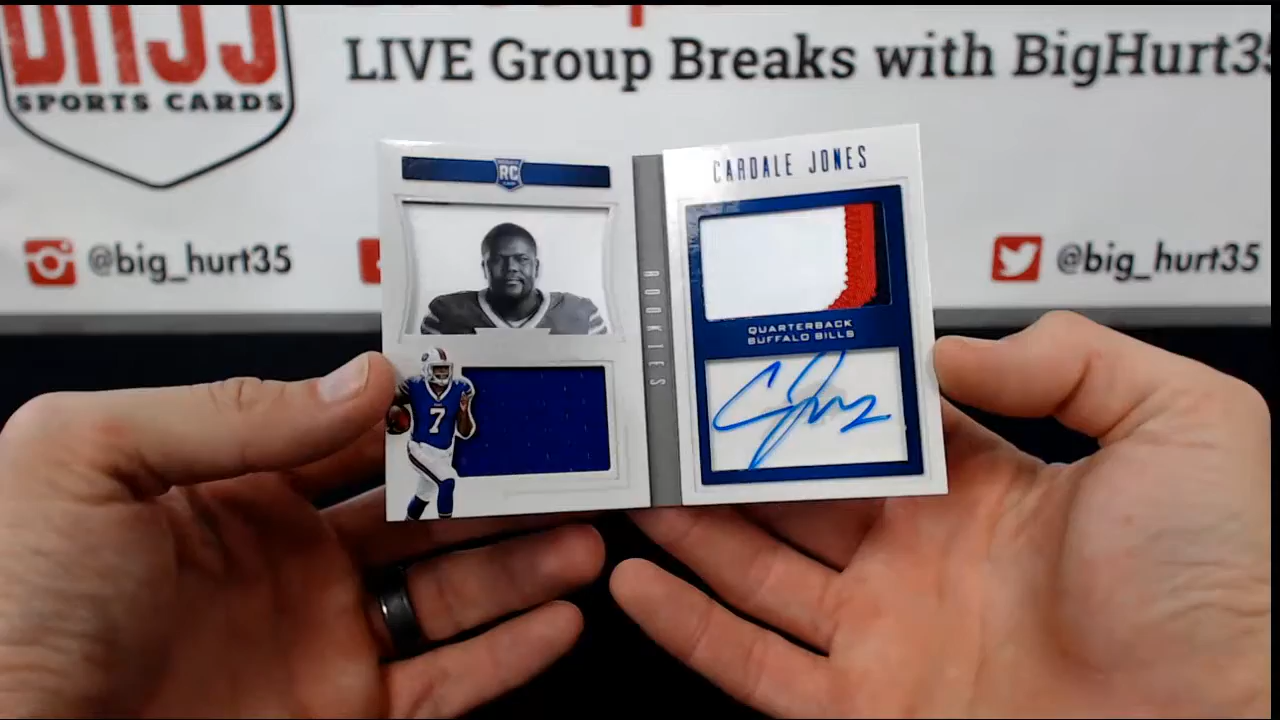 LIVE Group Breaks with BigHurt35
SPORTS CARDS
@big_hurt35
@big_hurt35
RC
CARDALE JONES
ROOKIES
QUARTERBACK
BUFFALO BILLS
7